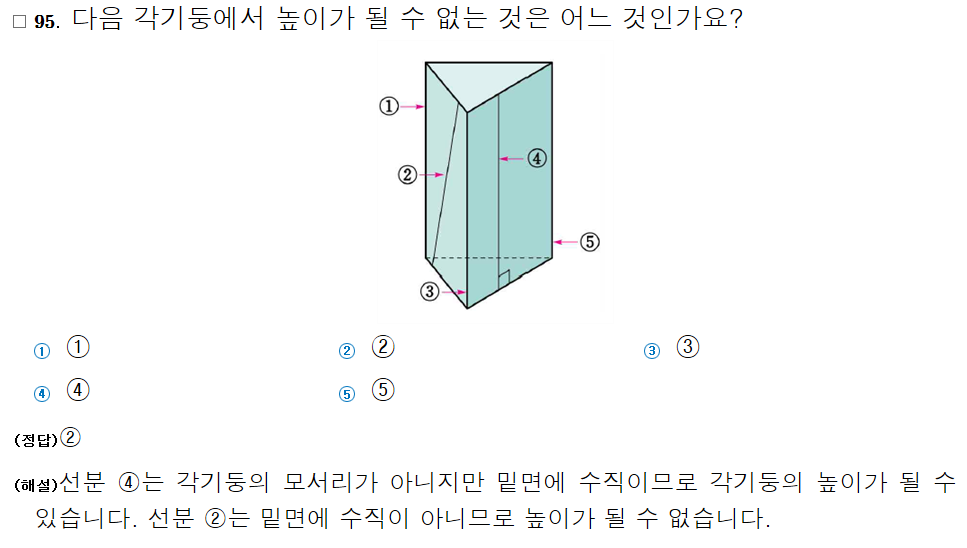 □ 95. 다음 각기둥에서 높이가 될 수 없는 것은 어느 것인가요?
①
②
④
⑤
③
① ① ② ② ③ ③
④ ④ ⑤ ⑤
(정답)②
(해설)선분 ④는 각기둥의 모서리가 아니지만 밑면에 수직이므로 각기둥의 높이가 될 수
있습니다. 선분 ②는 밑면에 수직이 아니므로 높이가 될 수 없습니다.